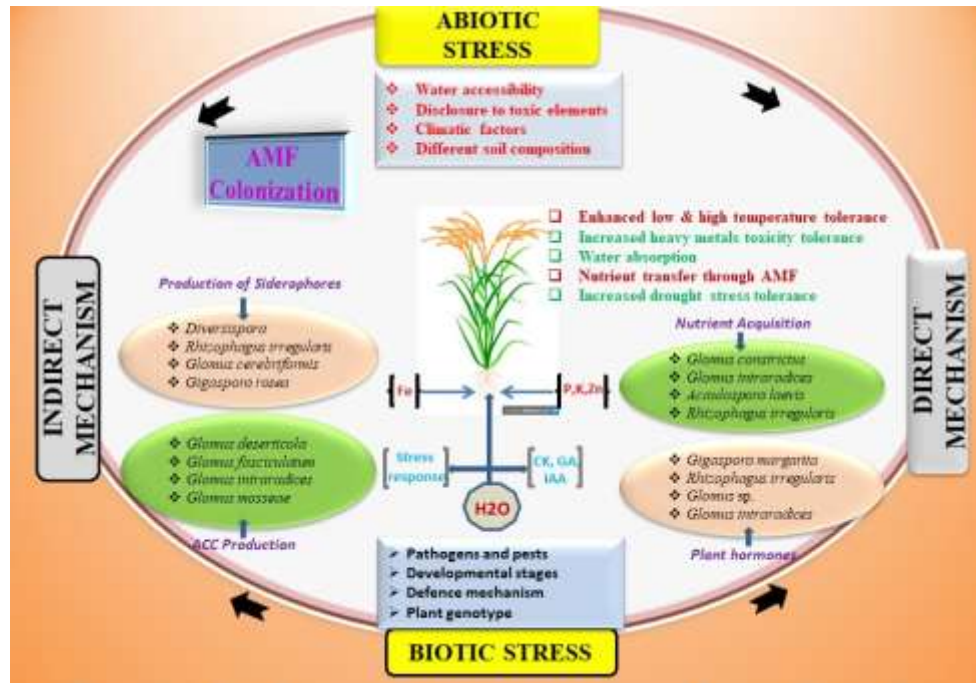 ABIOTIC
STRESS
❖ Water accessibility
❖ Disclosure to toxic elements
❖ Climatic factors
❖ Different soil composition
AMF
Colonization
❑ Enhanced low & high temperature tolerance
❑ Increased heavy metals toxicity tolerance
❑ Water absorption
❑ Nutrient transfer through AMF
❑ Increased drought stress tolerance
INDIRECT
MECHANISM
Production of Siderophores
❖ Diversispora
❖ Rhizophagus irregularis
❖ Glomus cerebriformis
❖ Gigaspora rosea
❖ Glomus deserticola
❖ Glomus fasciculatum
❖ Glomus intraradices
❖ Glomus mosseae
ACC Production
Fe
P,K,Zn
Stress
response
CK, GA,
IAA
H2O
Nutrient Acquisition
❖ Glomus constrictus
❖ Glomus intraradices
❖ Acaulospora laevis
❖ Rhizophagus irregularis
❖ Gigaspora margarita
❖ Rhizophagus irregularis
❖ Glomus sp.
❖ Glomus intraradices
Plant hormones
DIRECT
MECHANISM
➢ Pathogens and pests
➢ Developmental stages
➢ Defence mechanism
➢ Plant genotype
BIOTIC STRESS